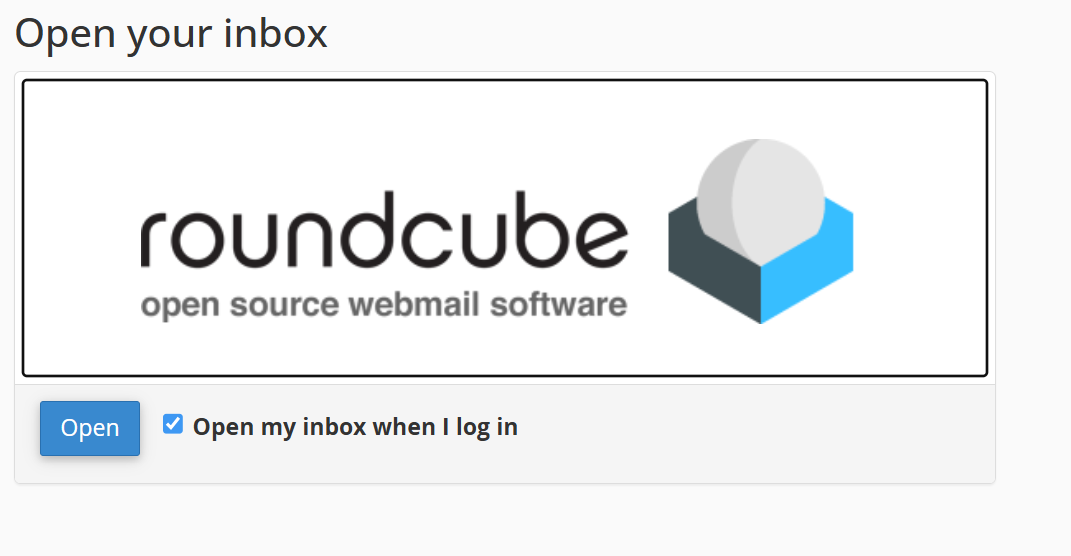 Open your inbox
roundcube
open source webmail software
Open
Open my inbox when I log in